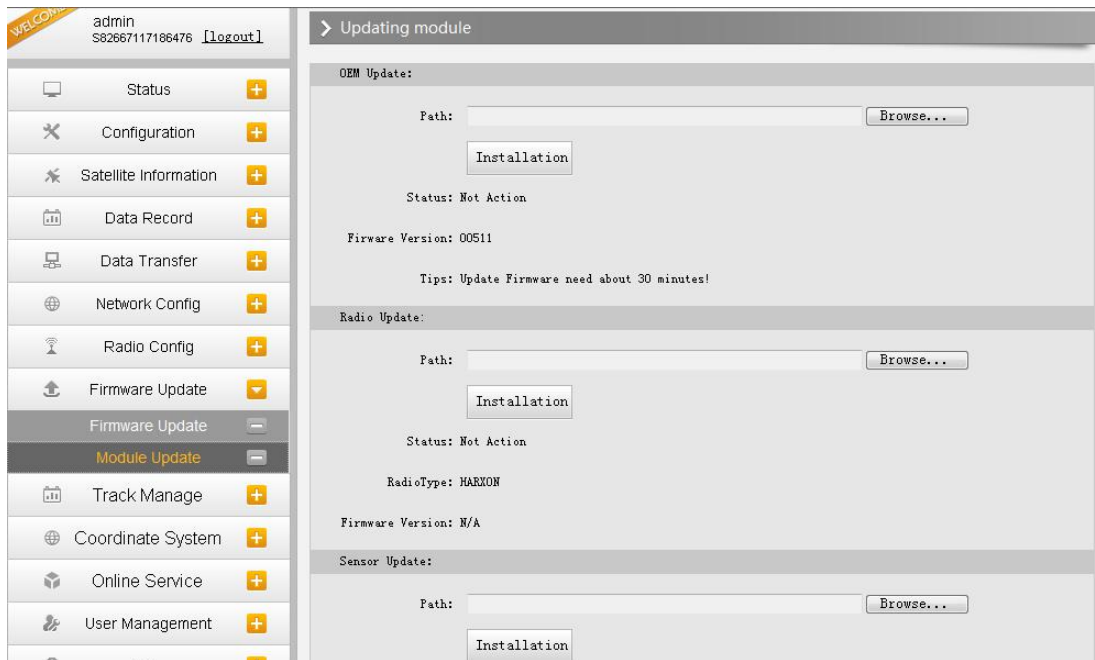 WELCOME
admin
S82667117186476 [logout]
Status
Configuration
Satellite Information
Data Record
Data Transfer
Network Config
Radio Config
Firmware Update
Firmware Update
Module Update
Track Manage
Coordinate System
Online Service
User Management
Updating module
OEM Update:
Path: Browse...
Installation
Status: Not Action
Firware Version: 00511
Tips: Update Firmware need about 30 minutes!
Radio Update:
Path: Browse...
Installation
Status: Not Action
RadioType: HARXON
Firmware Version: N/A
Sensor Update:
Path: Browse...
Installation